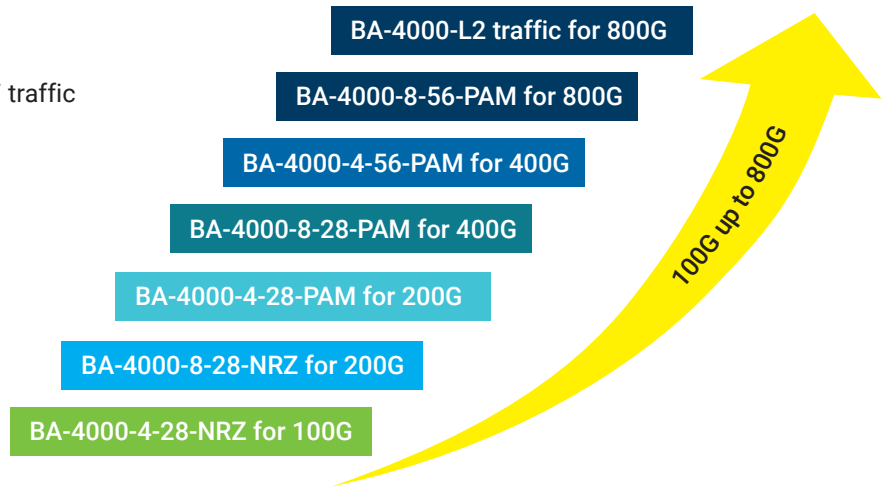 BA-4000-L2 traffic for 800G
traffic
BA-4000-8-56-PAM for 800G
BA-4000-4-56-PAM for 400G
BA-4000-8-28-PAM for 400G
BA-4000-4-28-PAM for 200G
BA-4000-8-28-NRZ for 200G
BA-4000-4-28-NRZ for 100G
100G up to 800G